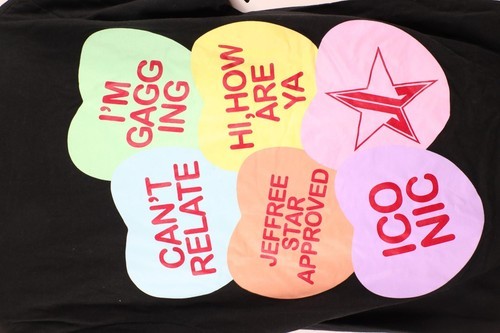 I'M
GAGG
ING
HI,HOW
ARE
YA
CAN'T
RELATE
JEFFREE
STAR
APPROVED
ICO
NIC